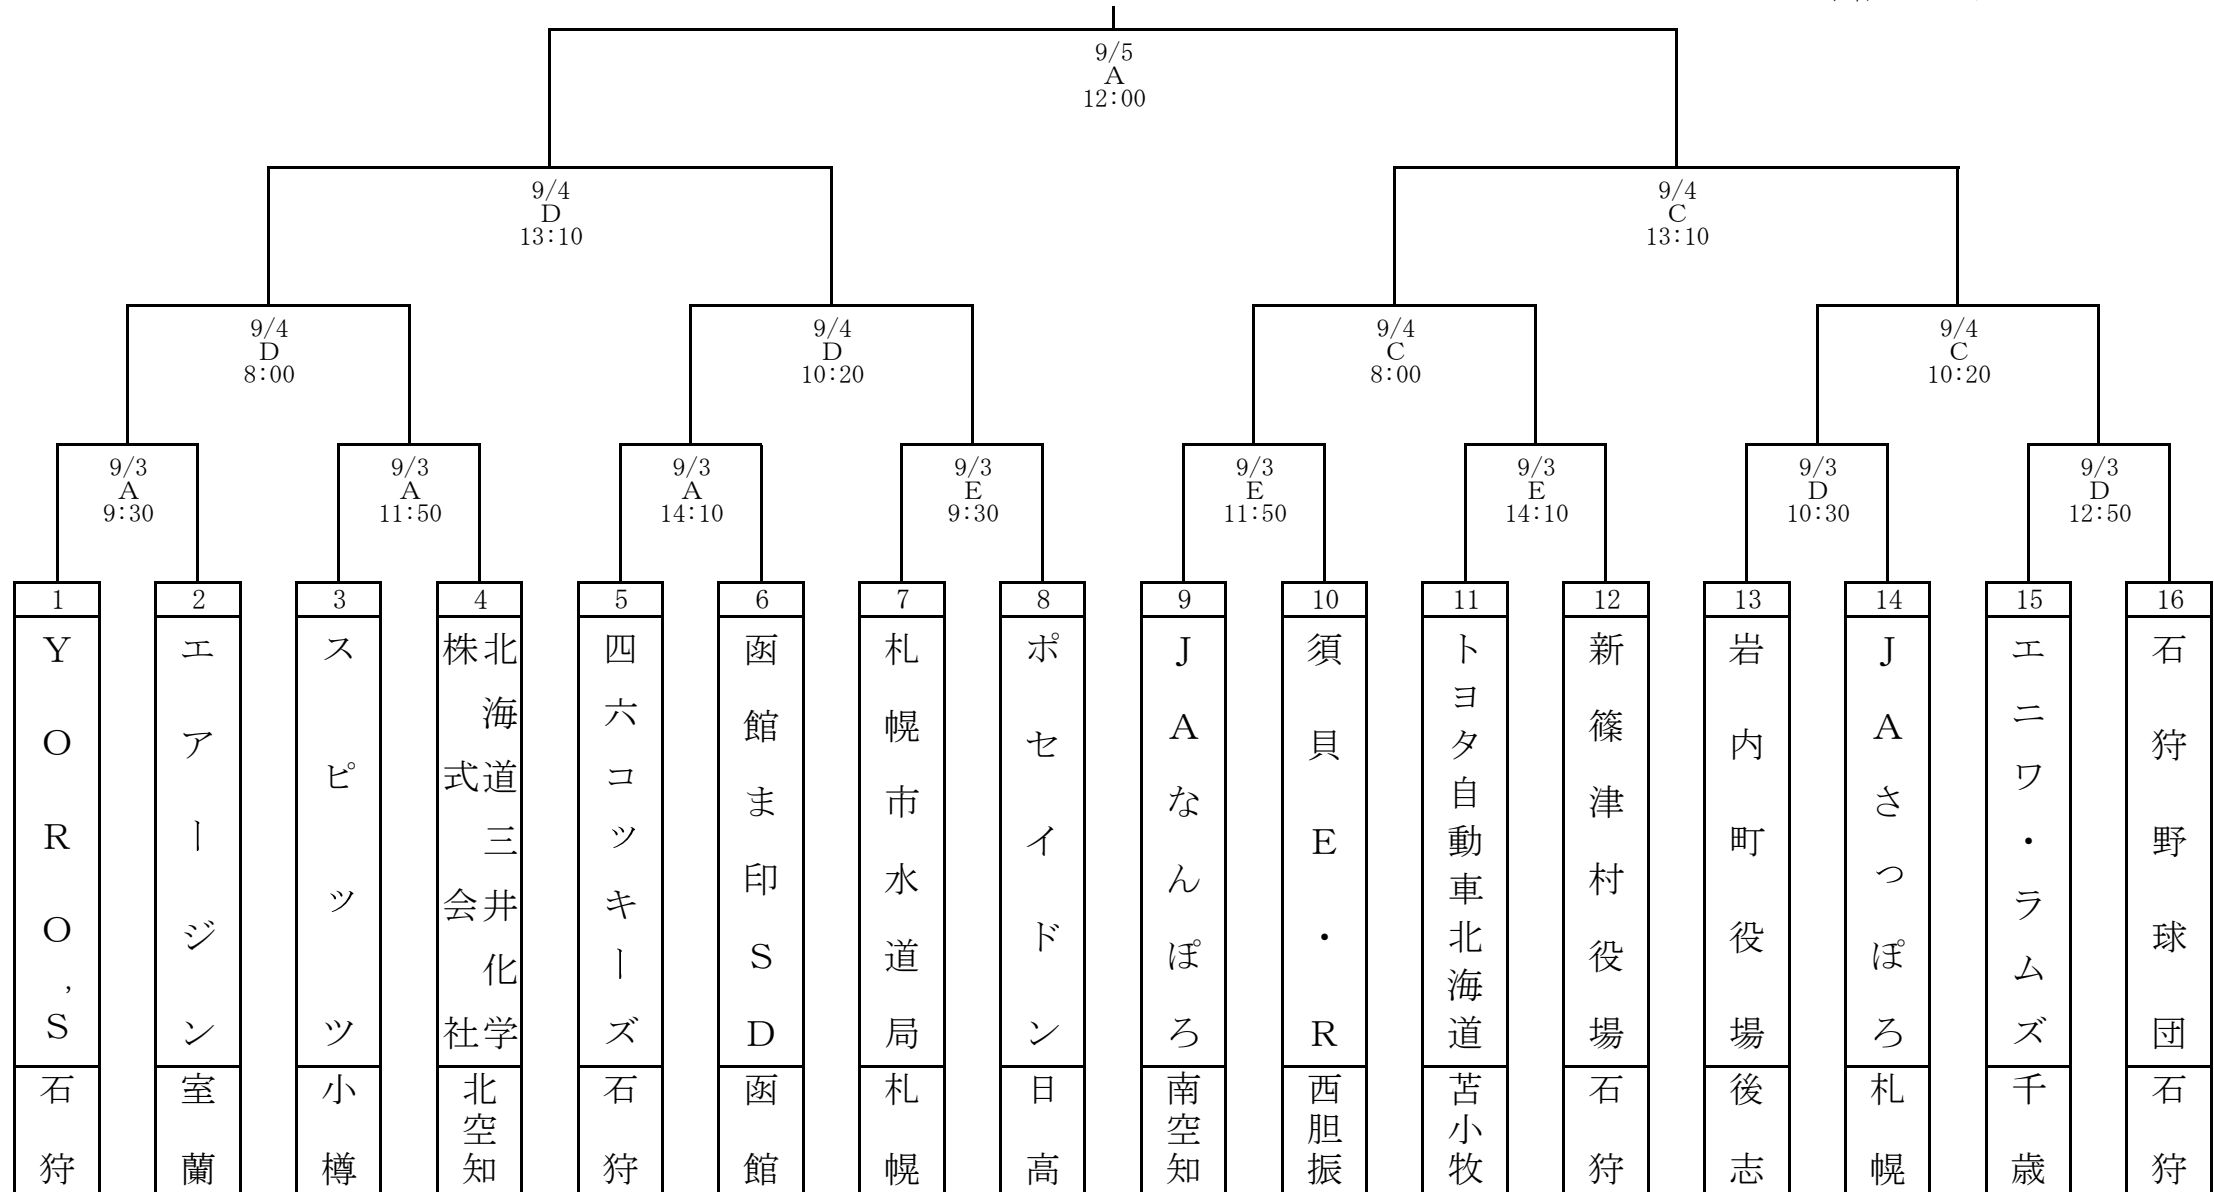 9/5
A
12:00
9/4
D
13:10
9/4
C
13:10
9/4
D
8:00
9/4
D
10:20
9/4
C
8:00
9/4
C
10:20
9/3
A
9:30
9/3
A
11:50
9/3
A
14:10
9/3
E
9:30
9/3
E
11:50
9/3
E
14:10
9/3
D
10:30
9/3
D
12:50
1
ＹＯＲＯ’Ｓ
石狩
2
エアージン
室蘭
3
スピッツ
小樽
4
北海道三井化学
株式会社
北空知
5
四六コツキーズ
石狩
6
函館ま印ＳＤ
函館
7
札幌市水道局
札幌
8
ポセイドン
日高
9
ＪＡなんぽろ
南空知
10
須貝Ｅ・Ｒ
西胆振
11
トヨタ自動車北海道
苫小牧
12
新篠津村役場
石狩
13
岩内町役場
後志
14
ＪＡさっぽろ
札幌
15
エニワ・ラムズ
千歳
16
石狩野球団
石狩